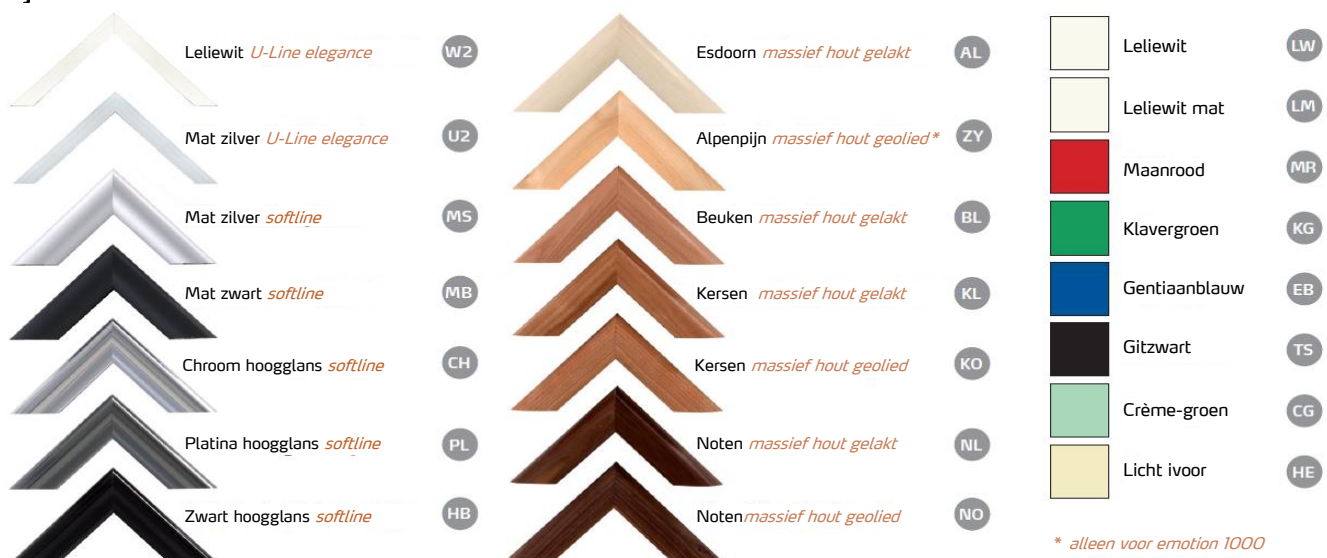 Leliewit U-Line elegance W2
Mat zilver U-Line elegance U2
Mat zilver softline MS
Mat zwart softline MB
Chroom hoogglans softline CH
Platina hoogglans softline PL
Zwart hoogglans softline HB
Esdoorn massief hout gelakt AL
Alpenpijn massief hout geolied* ZY
Beuken massief hout gelakt BL
Kersen massief hout gelakt KL
Kersen massief hout geolied KO
Noten massief hout gelakt NL
Noten massief hout geolied NO
Leliewit LW
Leliewit mat LM
Maanrood MR
Klavergroen KG
Gentiaanblauw EB
Gitzwart TS
Crème-groen CG
Licht ivoor HE
* alleen voor emotion 1000